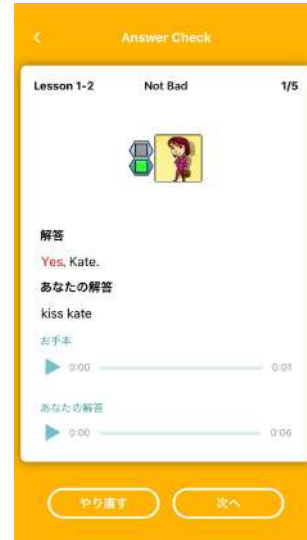 Answer Check
Lesson 1-2 Not Bad 1/5
解答
Yes, Kate.
あなたの解答
kiss kate
お手本
0:00 0:01
あなたの解答
0:00 0:06
やり直す 次へ